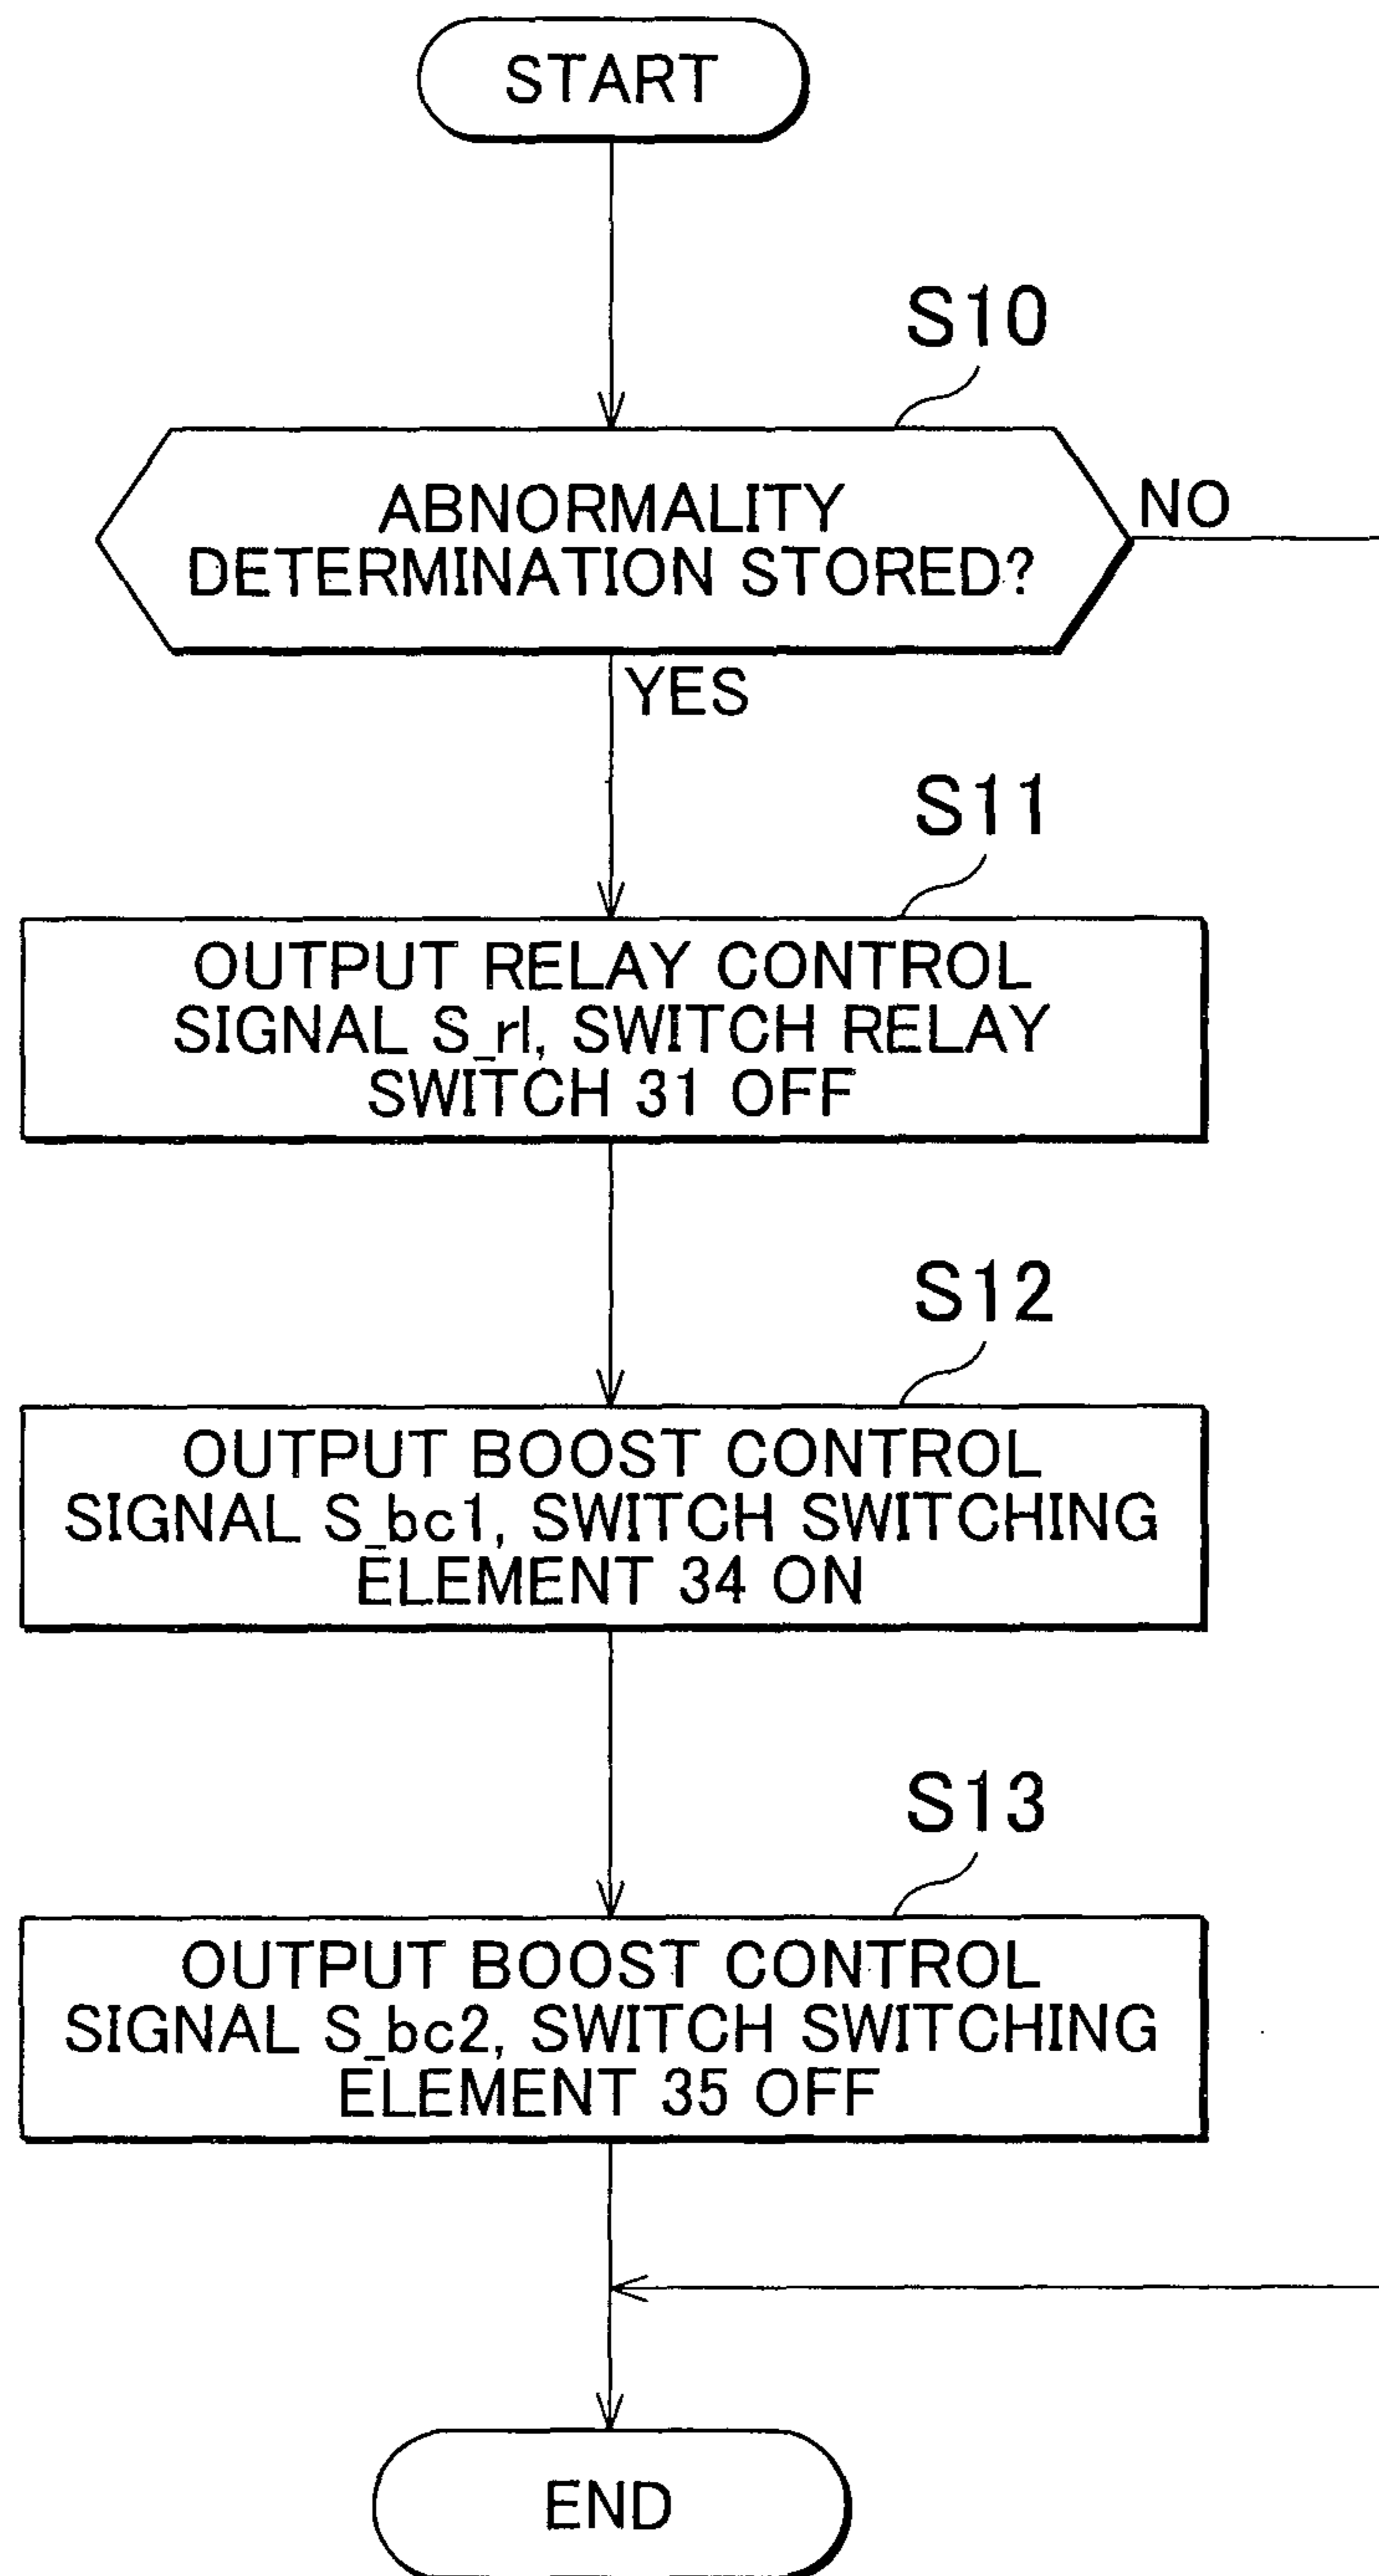 START
S10
ABNORMALITY
DETERMINATION STORED?
NO
YES
S11
OUTPUT RELAY CONTROL
SIGNAL S_rl, SWITCH RELAY
SWITCH 31 OFF
S12
OUTPUT BOOST CONTROL
SIGNAL S_bc1, SWITCH SWITCHING
ELEMENT 34 ON
S13
OUTPUT BOOST CONTROL
SIGNAL S_bc2, SWITCH SWITCHING
ELEMENT 35 OFF
END